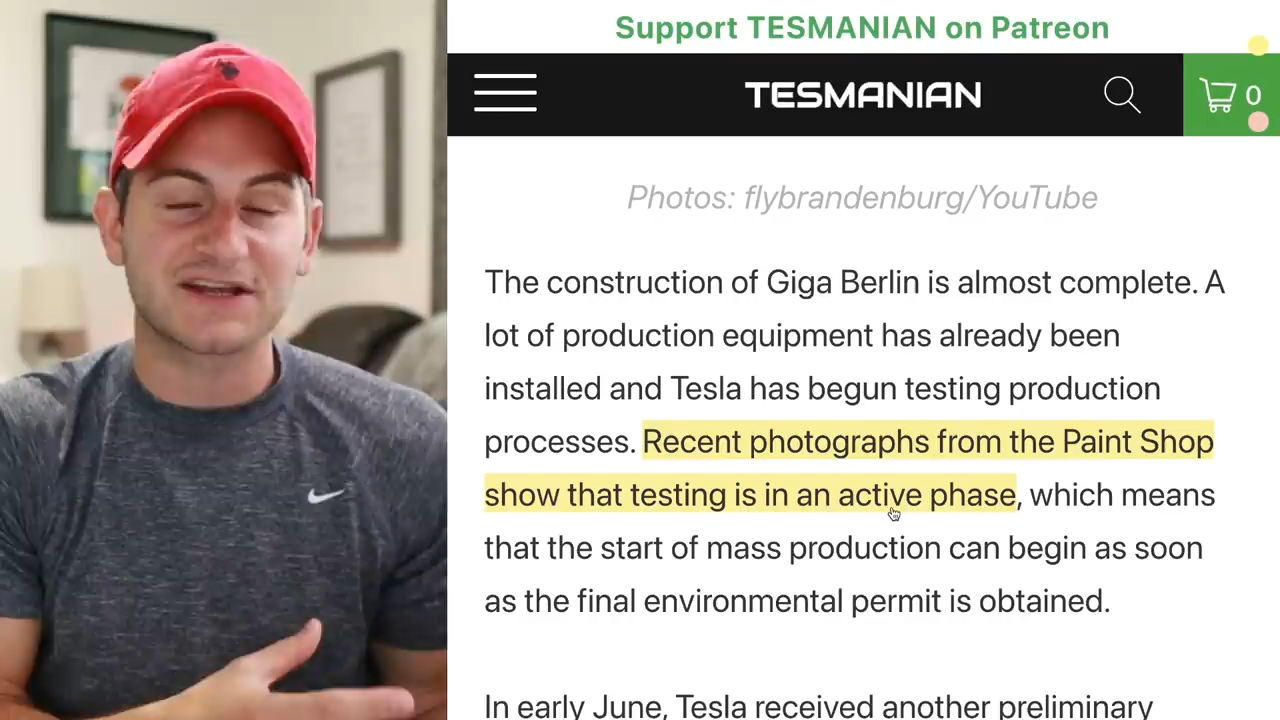 Support TESMANIAN on Patreon
TESMANIAN
0
Photos: flybrandenburg/YouTube
The construction of Giga Berlin is almost complete. A
lot of production equipment has already been
installed and Tesla has begun testing production
processes. Recent photographs from the Paint Shop
show that testing is in an active phase, which means
that the start of mass production can begin as soon
as the final environmental permit is obtained.
In early June, Tesla received another preliminary